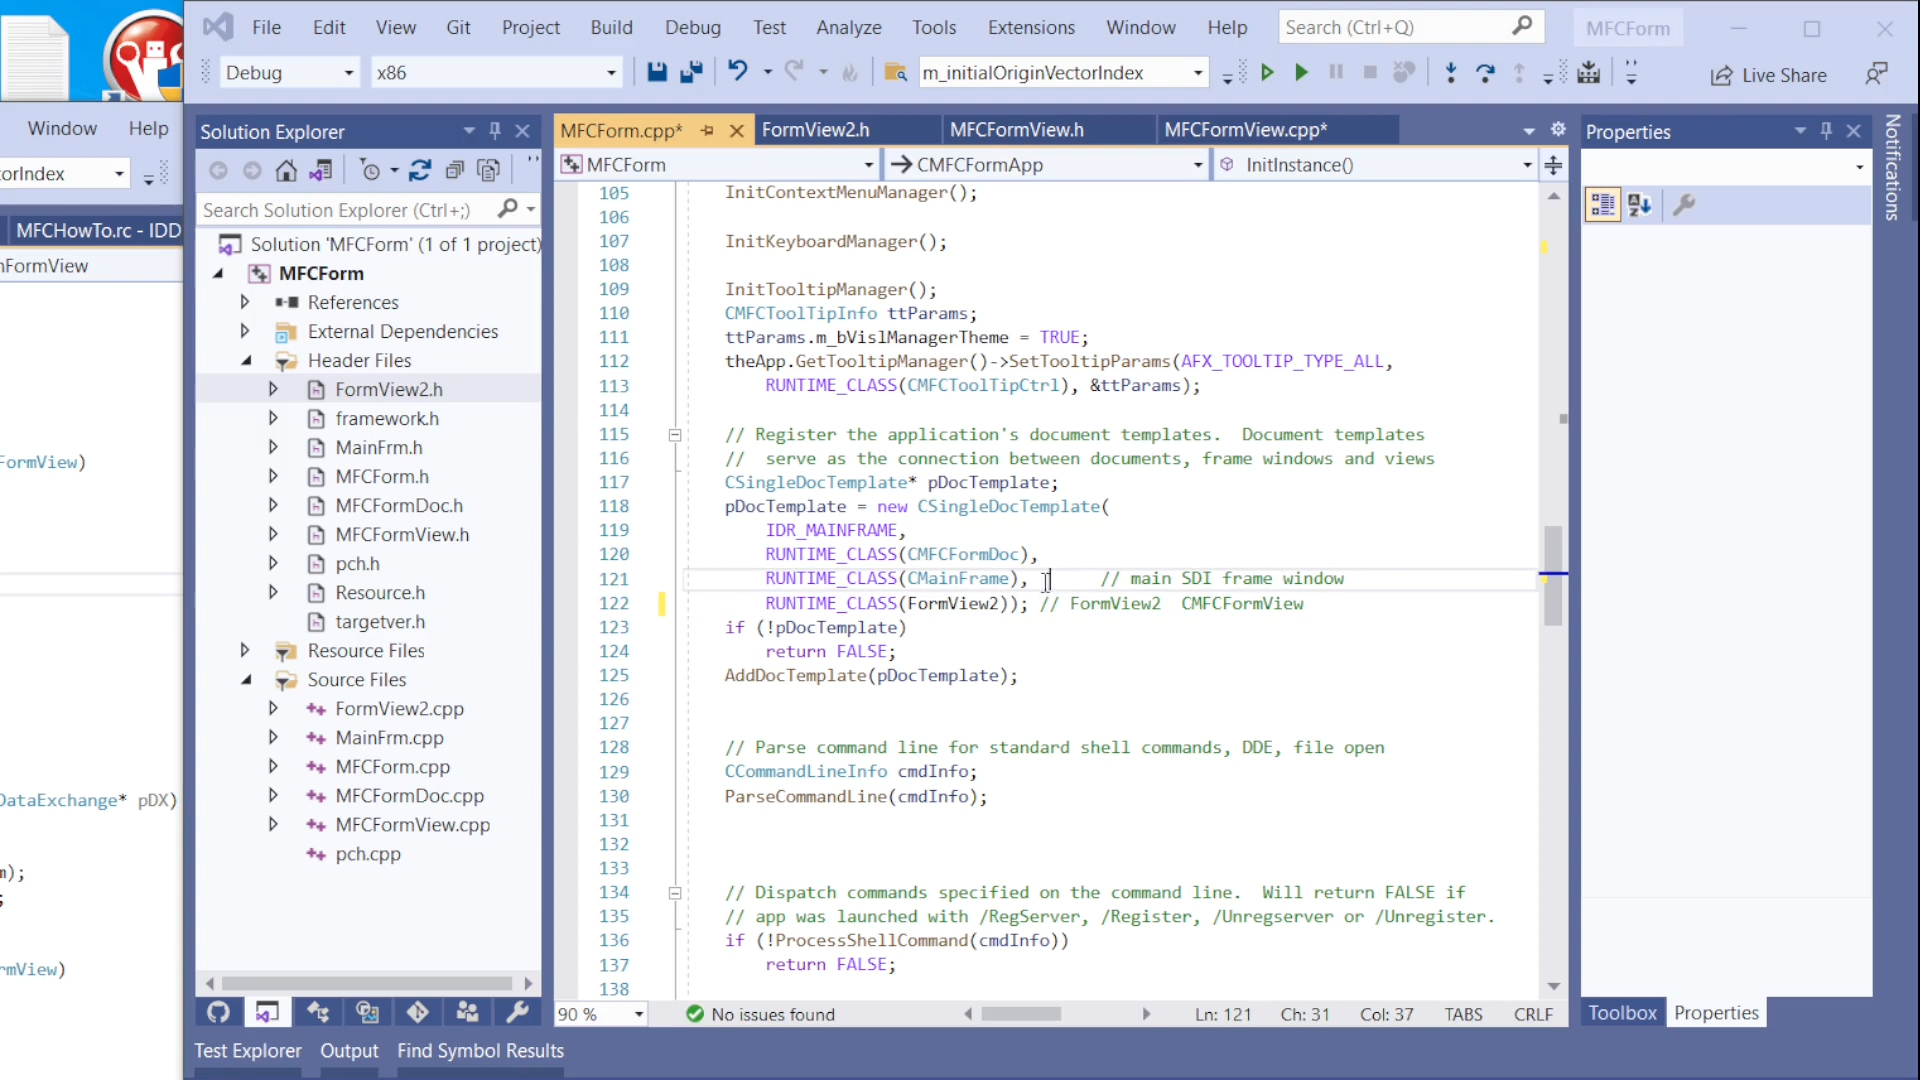 File Edit View Git Project Build Debug Test Analyze Tools Extensions Window Help Search (Ctrl+Q) MFCForm
Debug x86 m_initialOriginVectorIndex Live Share
Window Help
orIndex
MFCHowTo.rc - IDD
FormView
FormView)
DataExchange* pDX)
);
;
rmView)
Solution Explorer
Search Solution Explorer (Ctrl+;)
Solution 'MFCForm' (1 of 1 project)
MFCForm
References
External Dependencies
Header Files
FormView2.h
framework.h
MainFrm.h
MFCForm.h
MFCFormDoc.h
MFCFormView.h
pch.h
Resource.h
targetver.h
Resource Files
Source Files
FormView2.cpp
MainFrm.cpp
MFCForm.cpp
MFCFormDoc.cpp
MFCFormView.cpp
pch.cpp
MFCForm.cpp* FormView2.h MFCFormView.h MFCFormView.cpp*
MFCForm CMFCFormApp InitInstance()
105 InitContextMenuManager();
106
107 InitKeyboardManager();
108
109 InitTooltipManager();
110 CMFCToolTipInfo ttParams;
111 ttParams.m_bVislManagerTheme = TRUE;
112 theApp.GetTooltipManager()->SetTooltipParams(AFX_TOOLTIP_TYPE_ALL,
113 RUNTIME_CLASS(CMFCToolTipCtrl), &ttParams);
114
115 // Register the application's document templates.  Document templates
116 //  serve as the connection between documents, frame windows and views
117 CSingleDocTemplate* pDocTemplate;
118 pDocTemplate = new CSingleDocTemplate(
119 IDR_MAINFRAME,
120 RUNTIME_CLASS(CMFCFormDoc),
121 RUNTIME_CLASS(CMainFrame),       // main SDI frame window
122 RUNTIME_CLASS(FormView2)); // FormView2  CMFCFormView
123 if (!pDocTemplate)
124 return FALSE;
125 AddDocTemplate(pDocTemplate);
126
127
128 // Parse command line for standard shell commands, DDE, file open
129 CCommandLineInfo cmdInfo;
130 ParseCommandLine(cmdInfo);
131
132
133
134 // Dispatch commands specified on the command line.  Will return FALSE if
135 // app was launched with /RegServer, /Register, /Unregserver or /Unregister.
136 if (!ProcessShellCommand(cmdInfo))
137 return FALSE;
138
90 % No issues found Ln: 121 Ch: 31 Col: 37 TABS CRLF
Properties
Notifications
Toolbox Properties
Test Explorer Output Find Symbol Results